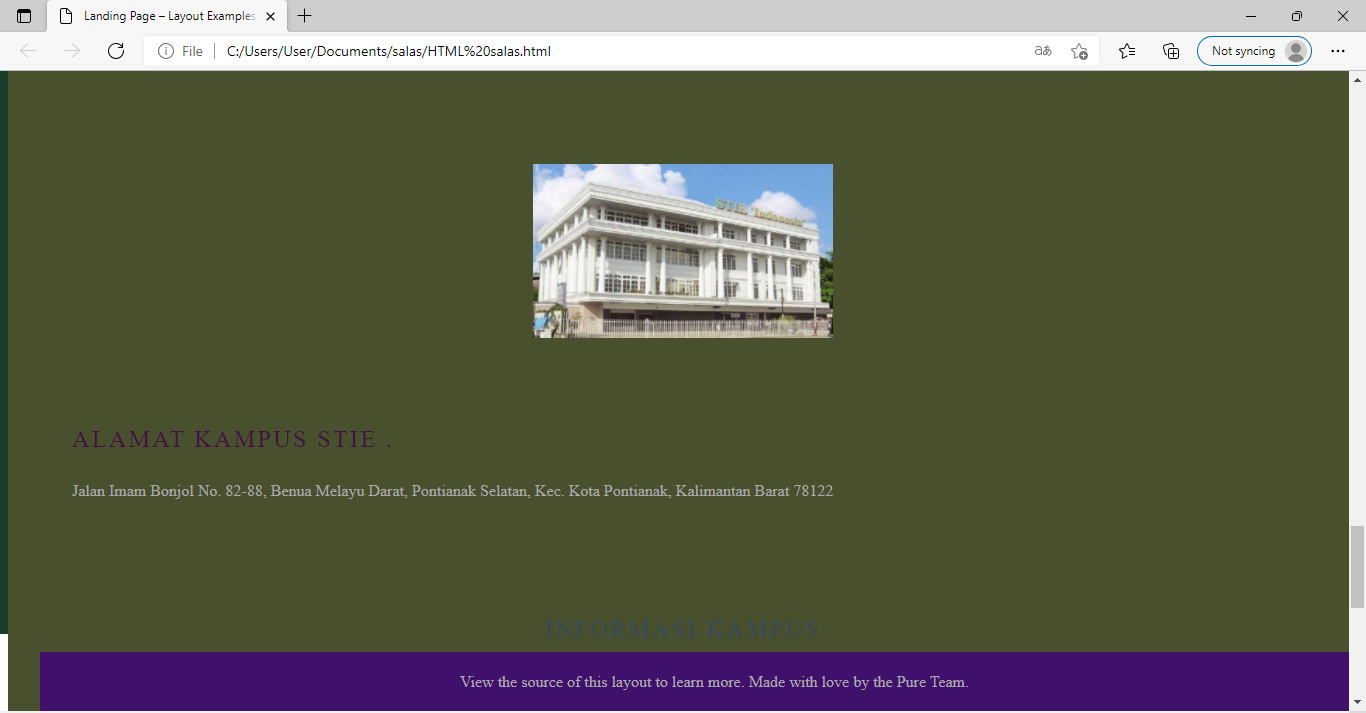 Landing Page – Layout Examples
File
C:/Users/User/Documents/salas/HTML%20salas.html
aあ
Not syncing
STIE 'Indonesia'
ALAMAT KAMPUS STIE .
Jalan Imam Bonjol No. 82-88, Benua Melayu Darat, Pontianak Selatan, Kec. Kota Pontianak, Kalimantan Barat 78122
INFORMASI KAMPUS
View the source of this layout to learn more. Made with love by the Pure Team.